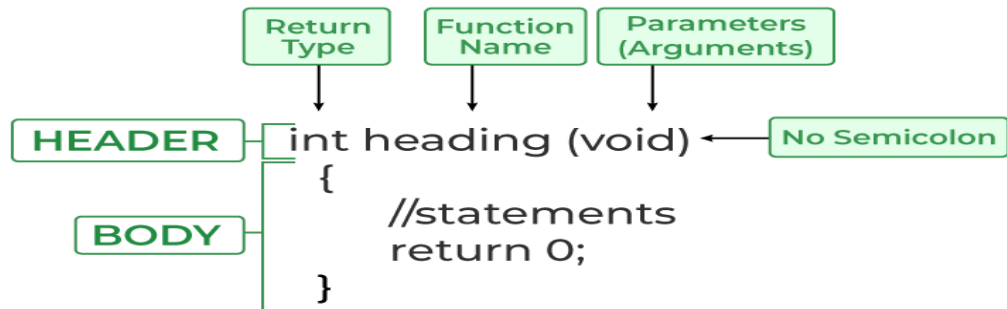 Return
Type
Function
Name
Parameters
(Arguments)
HEADER
int heading (void)
No Semicolon
{
//statements
BODY
return 0;
}